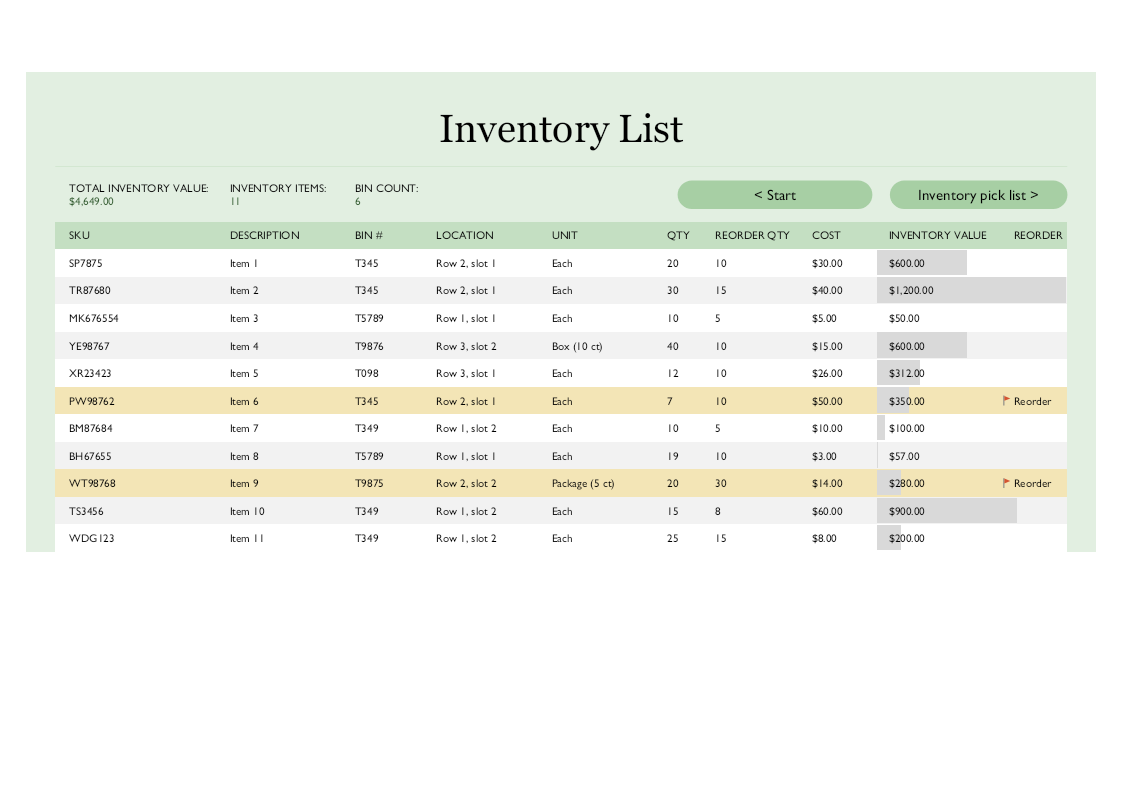 Inventory List
TOTAL INVENTORY VALUE: INVENTORY ITEMS: BIN COUNT:
$4,649.00 11 6
< Start Inventory pick list >
SKU DESCRIPTION BIN # LOCATION UNIT QTY REORDER QTY COST INVENTORY VALUE REORDER
SP7875 Item 1 T345 Row 2, slot 1 Each 20 10 $30.00 $600.00
TR87680 Item 2 T345 Row 2, slot 1 Each 30 15 $40.00 $1,200.00
MK676554 Item 3 T5789 Row 1, slot 1 Each 10 5 $5.00 $50.00
YE98767 Item 4 T9876 Row 3, slot 2 Box (10 ct) 40 10 $15.00 $600.00
XR23423 Item 5 T098 Row 3, slot 1 Each 12 10 $26.00 $312.00
PW98762 Item 6 T345 Row 2, slot 1 Each 7 10 $50.00 $350.00 Reorder
BM87684 Item 7 T349 Row 1, slot 2 Each 10 5 $10.00 $100.00
BH67655 Item 8 T5789 Row 1, slot 1 Each 19 10 $3.00 $57.00
WT98768 Item 9 T9875 Row 2, slot 2 Package (5 ct) 20 30 $14.00 $280.00 Reorder
TS3456 Item 10 T349 Row 1, slot 2 Each 15 8 $60.00 $900.00
WDG123 Item 11 T349 Row 1, slot 2 Each 25 15 $8.00 $200.00